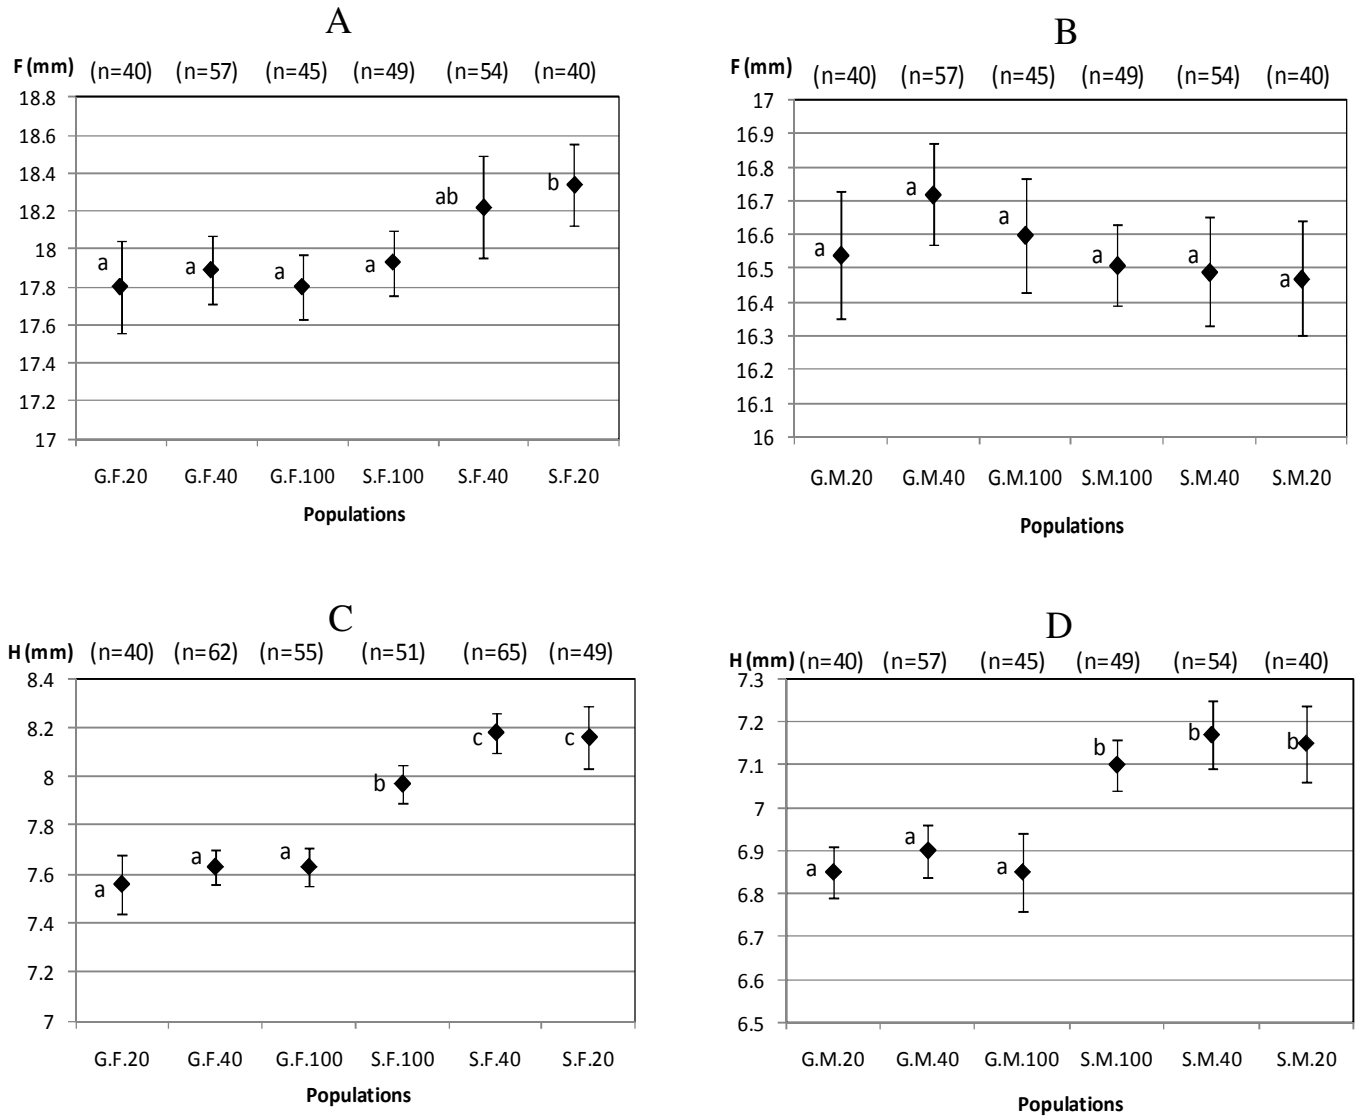 A
F (mm) (n=40) (n=57) (n=45) (n=49) (n=54) (n=40)
18.8
18.6
18.4
18.2
18
17.8
17.6
17.4
17.2
17
a a a a ab b
G.F.20 G.F.40 G.F.100 S.F.100 S.F.40 S.F.20
Populations
B
F (mm) (n=40) (n=57) (n=45) (n=49) (n=54) (n=40)
17
16.9
16.8
16.7
16.6
16.5
16.4
16.3
16.2
16.1
16
a a a a a a
G.M.20 G.M.40 G.M.100 S.M.100 S.M.40 S.M.20
Populations
C
H (mm) (n=40) (n=62) (n=55) (n=51) (n=65) (n=49)
8.4
8.2
8
7.8
7.6
7.4
7.2
7
a a a b c c
G.F.20 G.F.40 G.F.100 S.F.100 S.F.40 S.F.20
Populations
D
H (mm) (n=40) (n=57) (n=45) (n=49) (n=54) (n=40)
7.3
7.2
7.1
7
6.9
6.8
6.7
6.6
6.5
a a a b b b
G.M.20 G.M.40 G.M.100 S.M.100 S.M.40 S.M.20
Populations